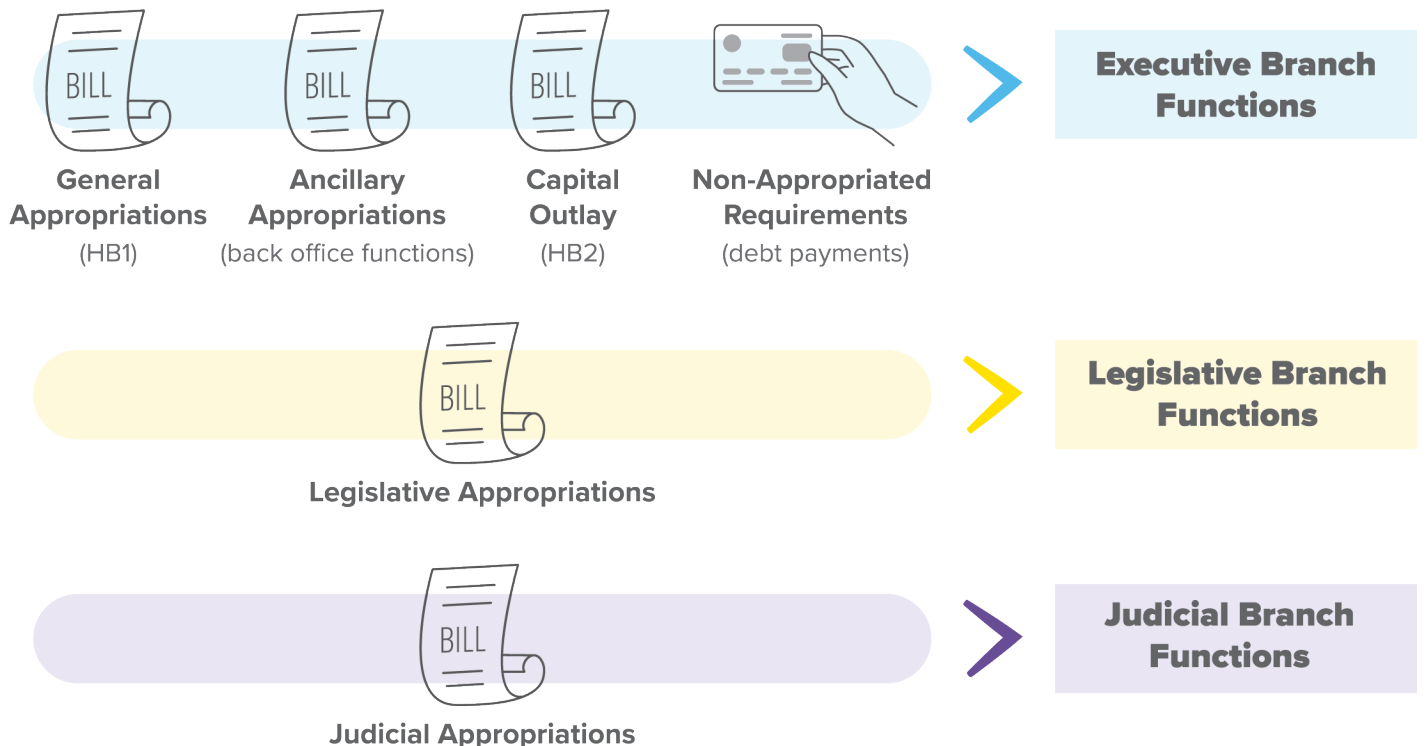 BILL
BILL
BILL
General
Appropriations
(HB1)
Ancillary
Appropriations
(back office functions)
Capital
Outlay
(HB2)
Non-Appropriated
Requirements
(debt payments)
Executive Branch
Functions
BILL
Legislative Appropriations
Legislative Branch
Functions
BILL
Judicial Appropriations
Judicial Branch
Functions